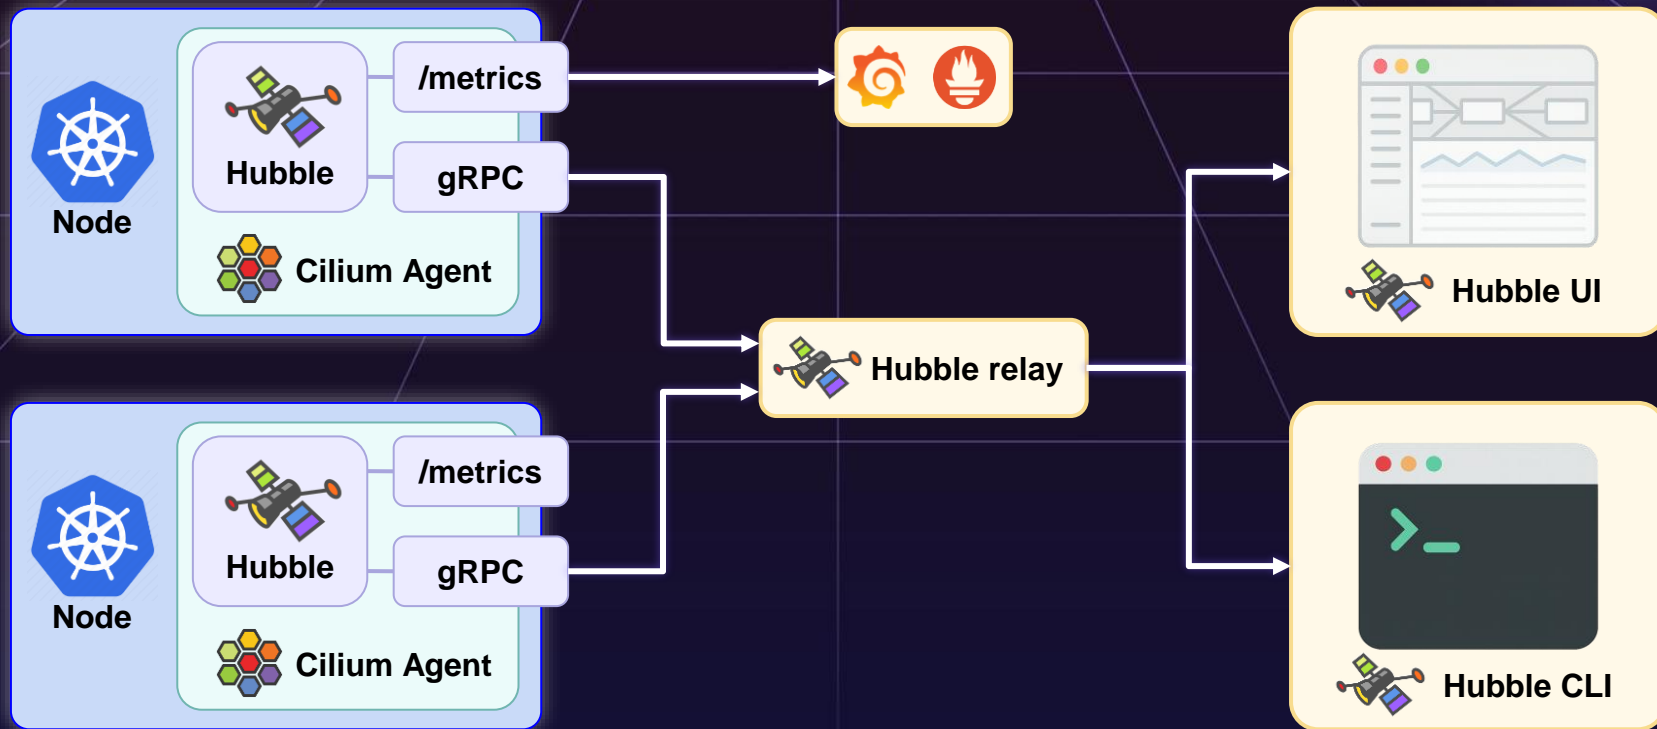 /metrics
Hubble
gRPC
Node
Cilium Agent
Hubble UI
Hubble relay
/metrics
Hubble
gRPC
Node
Cilium Agent
Hubble CLI